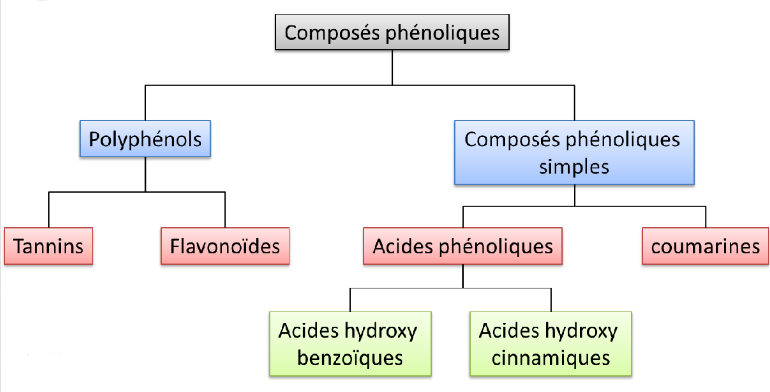 Composés phénoliques
Polyphénols
Composés phénoliques
simples
Tannins
Flavonoïdes
Acides phénoliques
coumarines
Acides hydroxy
benzoïques
Acides hydroxy
cinnamiques